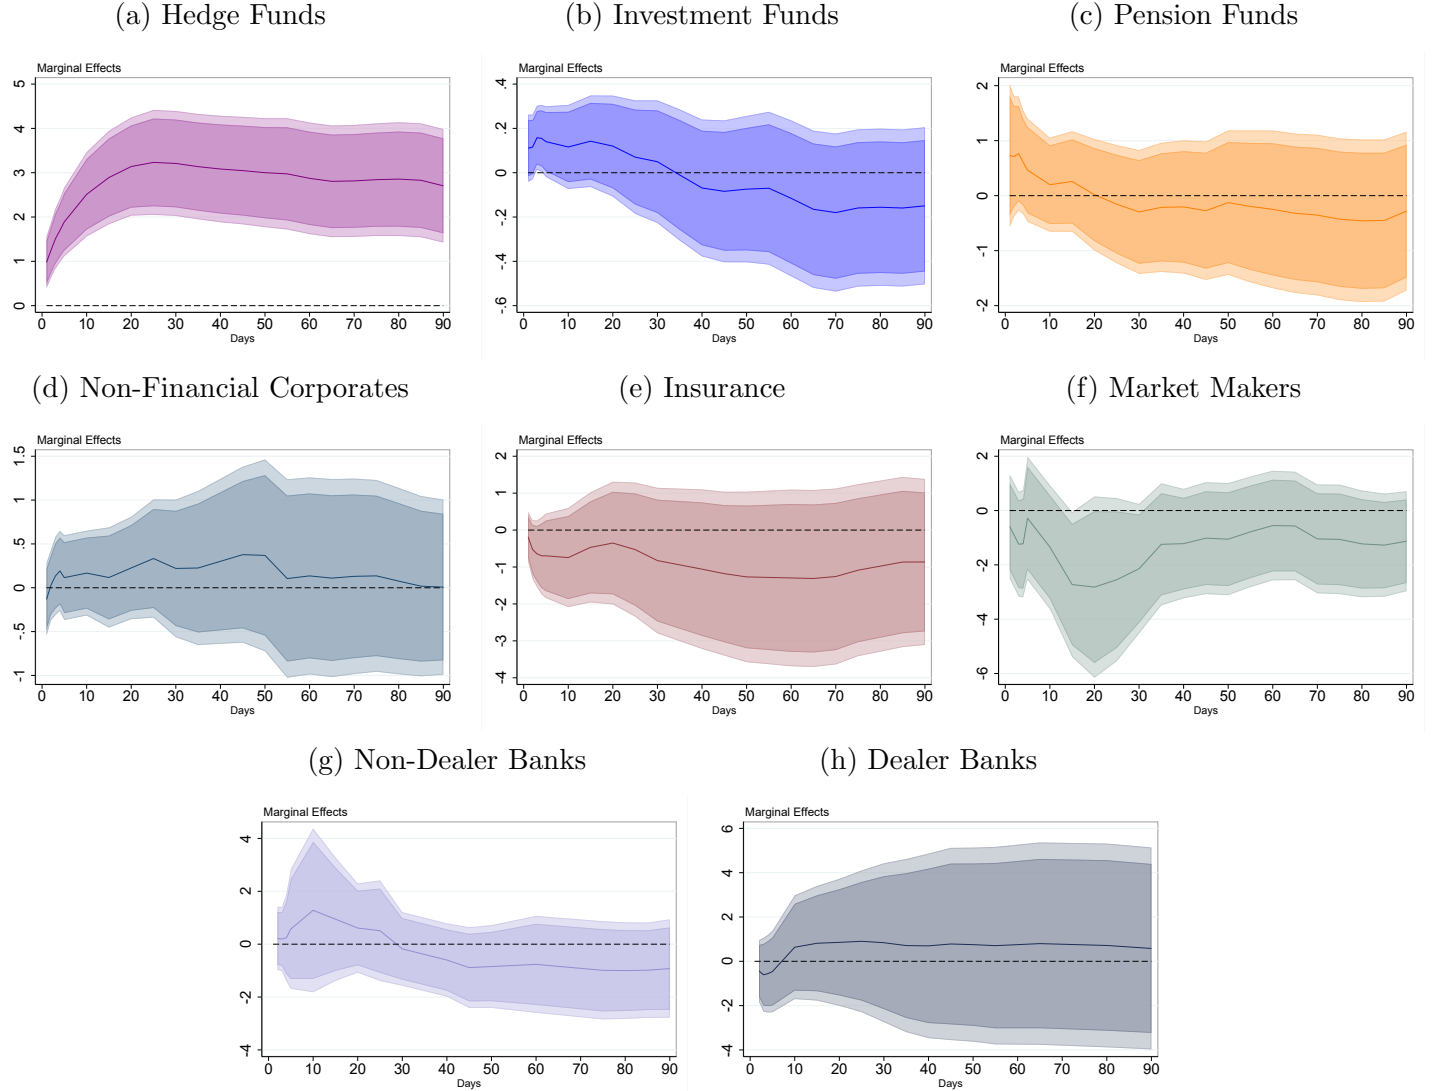 (a) Hedge Funds
(b) Investment Funds
(c) Pension Funds
Marginal Effects
5
4
3
2
1
0
0 10 20 30 40 50 60 70 80 90
Days
Marginal Effects
.4
.2
0
-.2
-.4
-.6
0 10 20 30 40 50 60 70 80 90
Days
Marginal Effects
2
1
0
-1
-2
0 10 20 30 40 50 60 70 80 90
Days
(d) Non-Financial Corporates
(e) Insurance
(f) Market Makers
Marginal Effects
1.5
1
.5
0
-.5
-1
0 10 20 30 40 50 60 70 80 90
Days
Marginal Effects
2
1
0
-1
-2
-3
-4
0 10 20 30 40 50 60 70 80 90
Days
Marginal Effects
2
0
-2
-4
-6
0 10 20 30 40 50 60 70 80 90
Days
(g) Non-Dealer Banks
(h) Dealer Banks
Marginal Effects
4
2
0
-2
-4
0 10 20 30 40 50 60 70 80 90
Days
Marginal Effects
6
4
2
0
-2
-4
0 10 20 30 40 50 60 70 80 90
Days